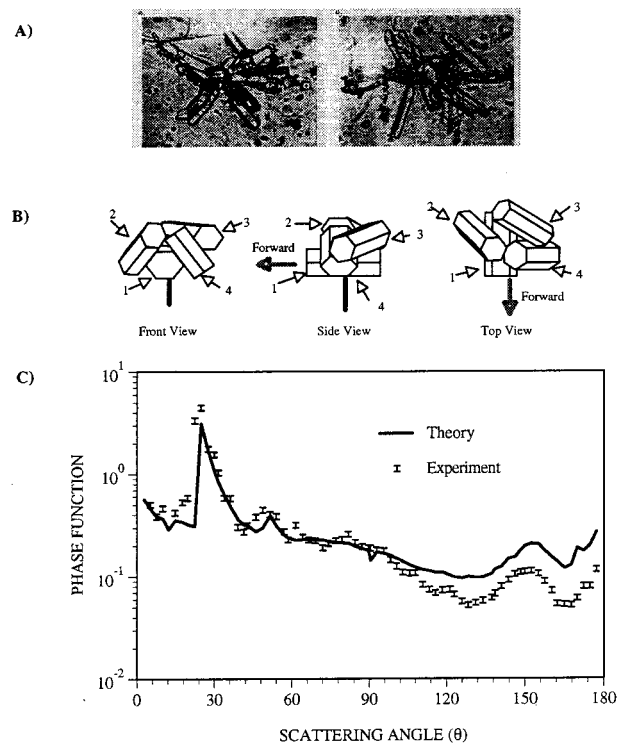 A)
B)
2
3
1
4
Front View
2
3
Forward
1
4
Side View
2
3
1
4
Forward
Top View
C)
PHASE FUNCTION
10^1
10^0
10^-1
10^-2
Theory
Experiment
0 30 60 90 120 150 180
SCATTERING ANGLE (θ)